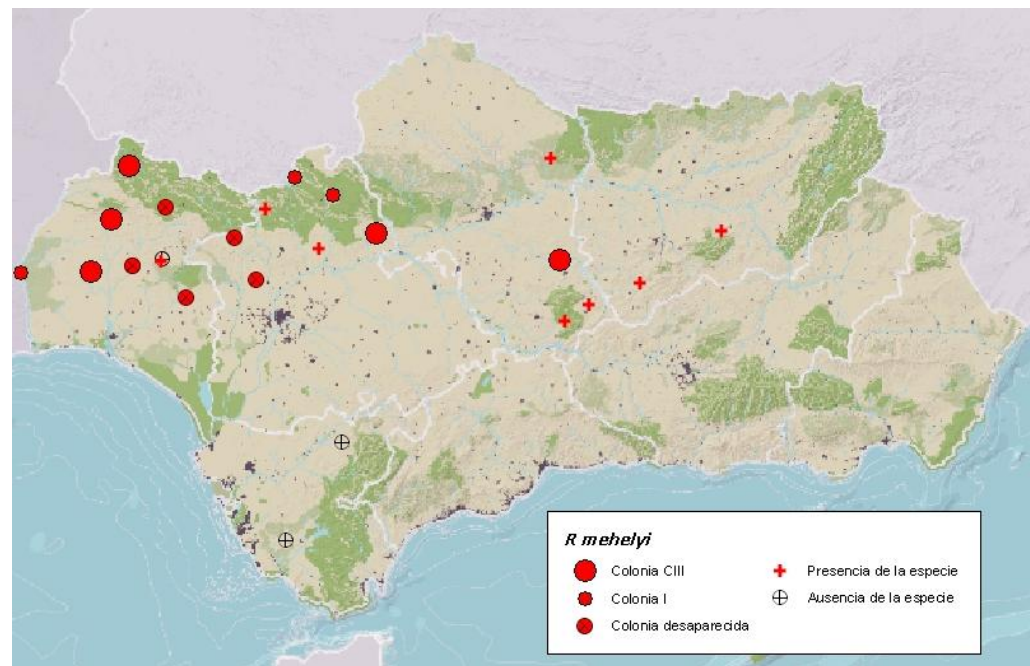 R mehelyi
Colonia CIII
Colonia I
Colonia desaparecida
Presencia de la especie
Ausencia de la especie